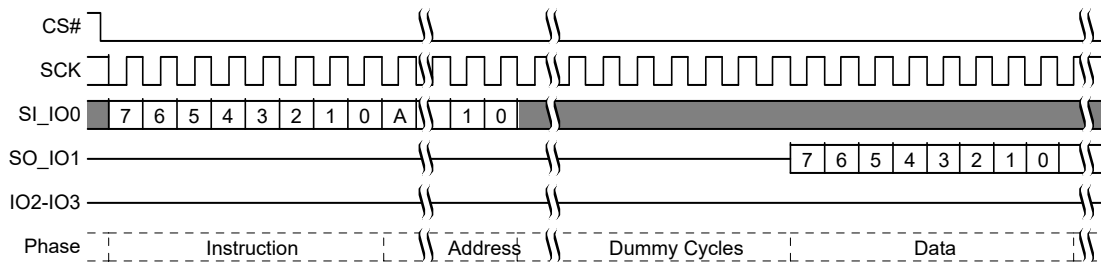 CS#
SCK
SI_IO0 7 6 5 4 3 2 1 0 A 1 0
SO_IO1 7 6 5 4 3 2 1 0
IO2-IO3
Phase Instruction Address Dummy Cycles Data